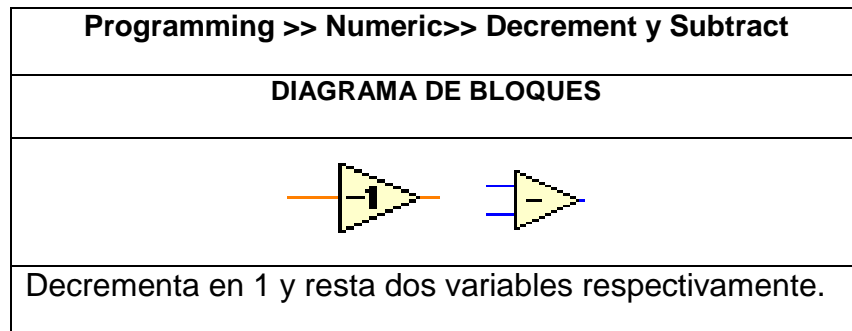 Programming >> Numeric>> Decrement y Subtract
DIAGRAMA DE BLOQUES
-1
-
Decrementa en 1 y resta dos variables respectivamente.